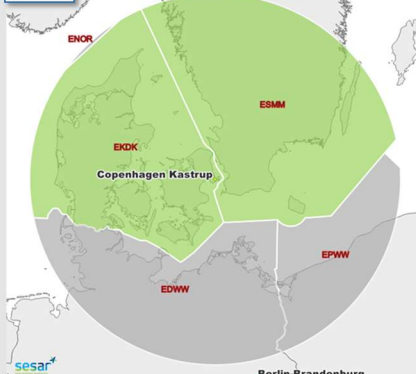 ENOR
ESMM
EKDK
Copenhagen Kastrup
EPWW
EDWW
sesar
Berlin Brandenburg